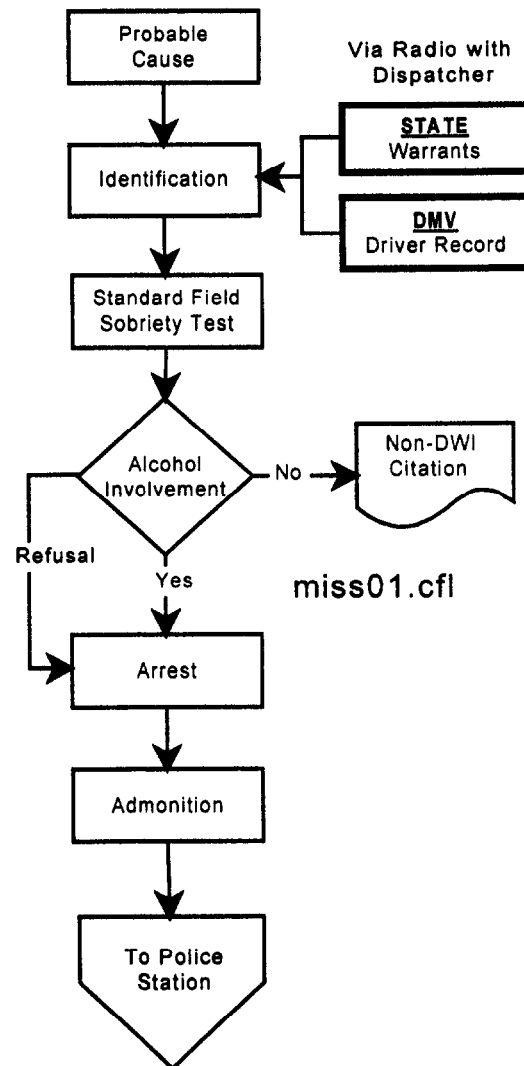 Probable
Cause
Via Radio with
Dispatcher
STATE
Warrants
Identification
DMV
Driver Record
Standard Field
Sobriety Test
Alcohol
Involvement
No
Non-DWI
Citation
Refusal
Yes
miss01.cfl
Arrest
Admonition
To Police
Station